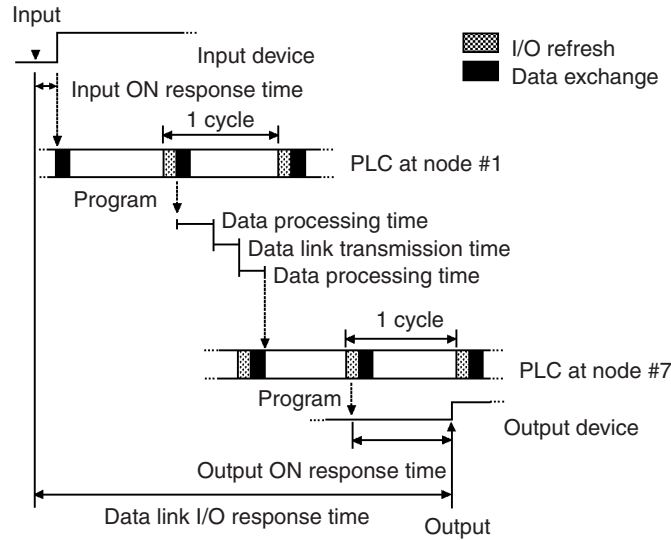 Input
Input device
I/O refresh
Data exchange
Input ON response time
1 cycle
PLC at node #1
Program
Data processing time
Data link transmission time
Data processing time
1 cycle
PLC at node #7
Program
Output device
Output ON response time
Data link I/O response time
Output